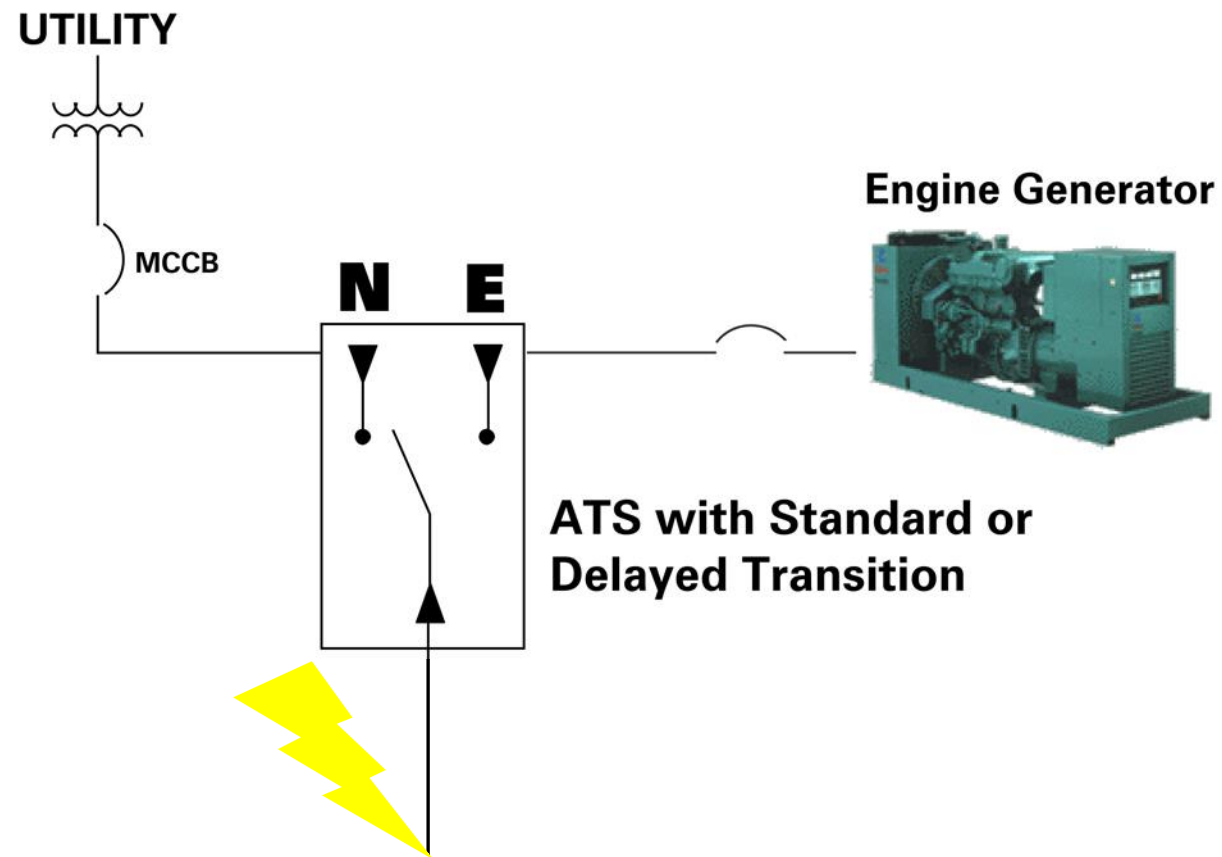 UTILITY
Engine Generator
MCCB
N E
ATS with Standard or
Delayed Transition